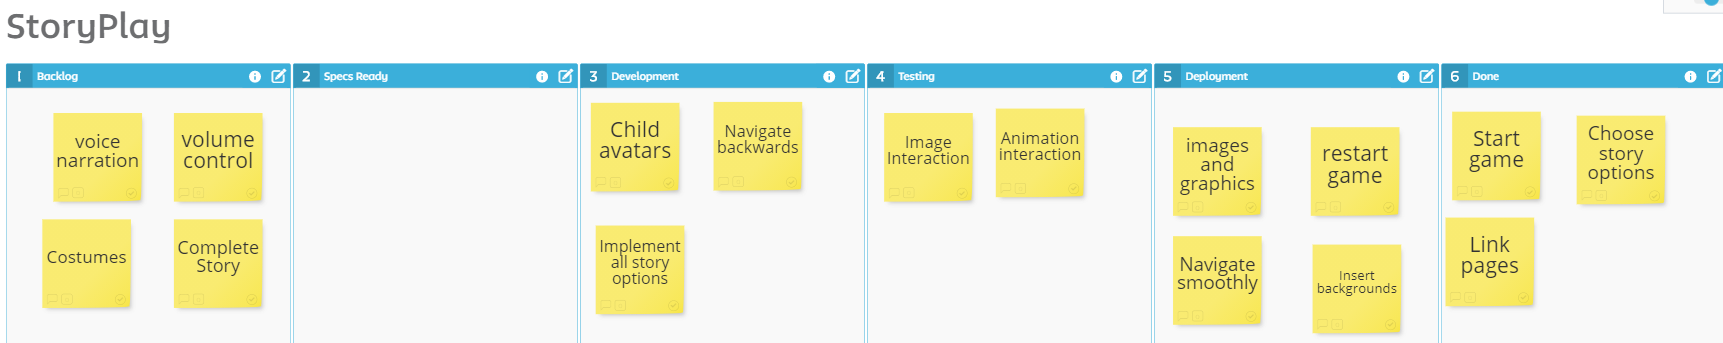 StoryPlay
1 Backlog
2 Specs Ready
3 Development
4 Testing
5 Deployment
6 Done
voice
narration
volume
control
Costumes
Complete
Story
Child
avatars
Navigate
backwards
Implement
all story
options
Image
Interaction
Animation
interaction
images
and
graphics
restart
game
Navigate
smoothly
Insert
backgrounds
Start
game
Choose
story
options
Link
pages